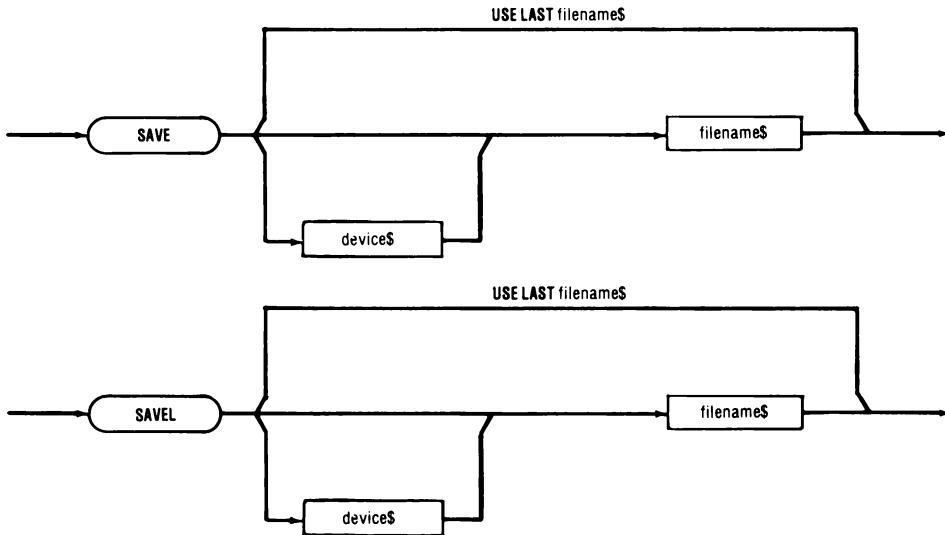 USE LAST filename$
SAVE
filename$
device$
USE LAST filename$
SAVEL
filename$
device$